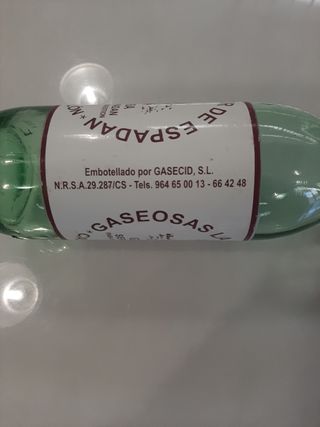 DE ESPADAN
Embotellado por GASECID, S.L.
N.R.S.A.29.287/CS - Tels. 964 65 00 13 - 66 42 48
GASEOSAS